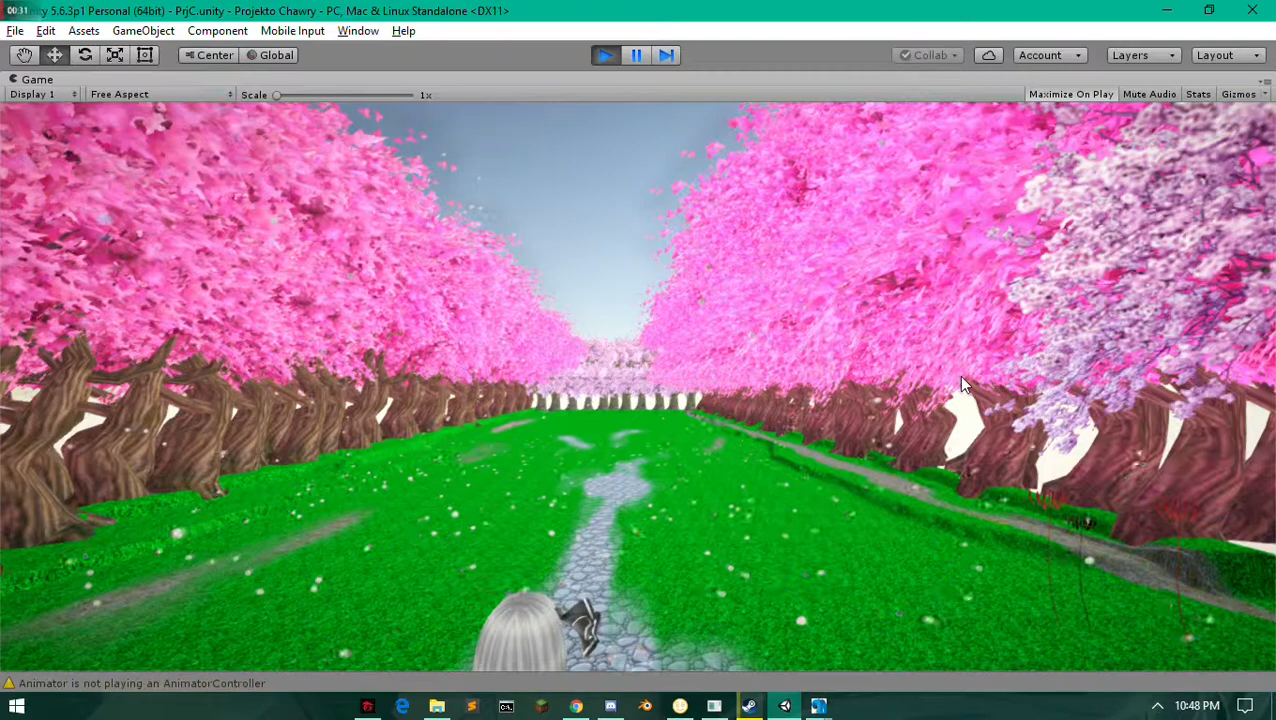 00:31
y 5.6.3p1 Personal (64bit) - PrjC.unity - Projekto Chawry - PC, Mac & Linux Standalone <DX11>
File Edit Assets GameObject Component Mobile Input Window Help
Center Global Collab Account Layers Layout
Game
Display 1 Free Aspect Scale 1x Maximize On Play Mute Audio Stats Gizmos
Animator is not playing an AnimatorController
10:48 PM